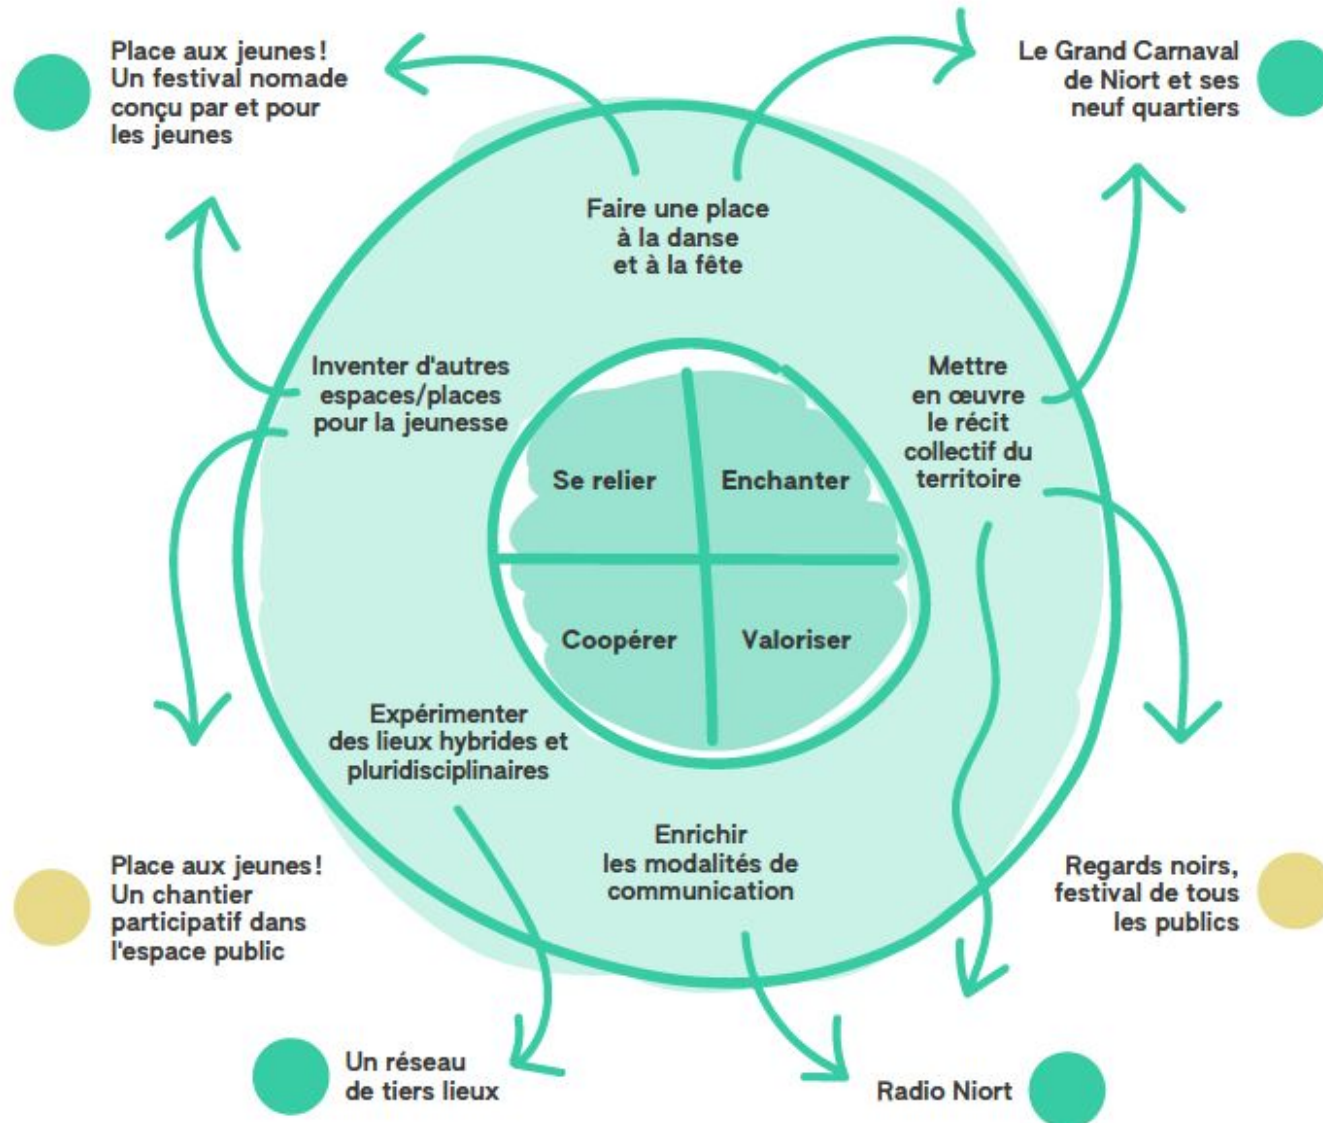 Place aux jeunes !
Un festival nomade
conçu par et pour
les jeunes
Le Grand Carnaval
de Niort et ses
neuf quartiers
Faire une place
à la danse
et à la fête
Inventer d'autres
espaces/places
pour la jeunesse
Mettre
en œuvre
le récit
collectif du
territoire
Se relier
Enchanter
Coopérer
Valoriser
Expérimenter
des lieux hybrides et
pluridisciplinaires
Enrichir
les modalités de
communication
Place aux jeunes !
Un chantier
participatif dans
l'espace public
Regards noirs,
festival de tous
les publics
Un réseau
de tiers lieux
Radio Niort